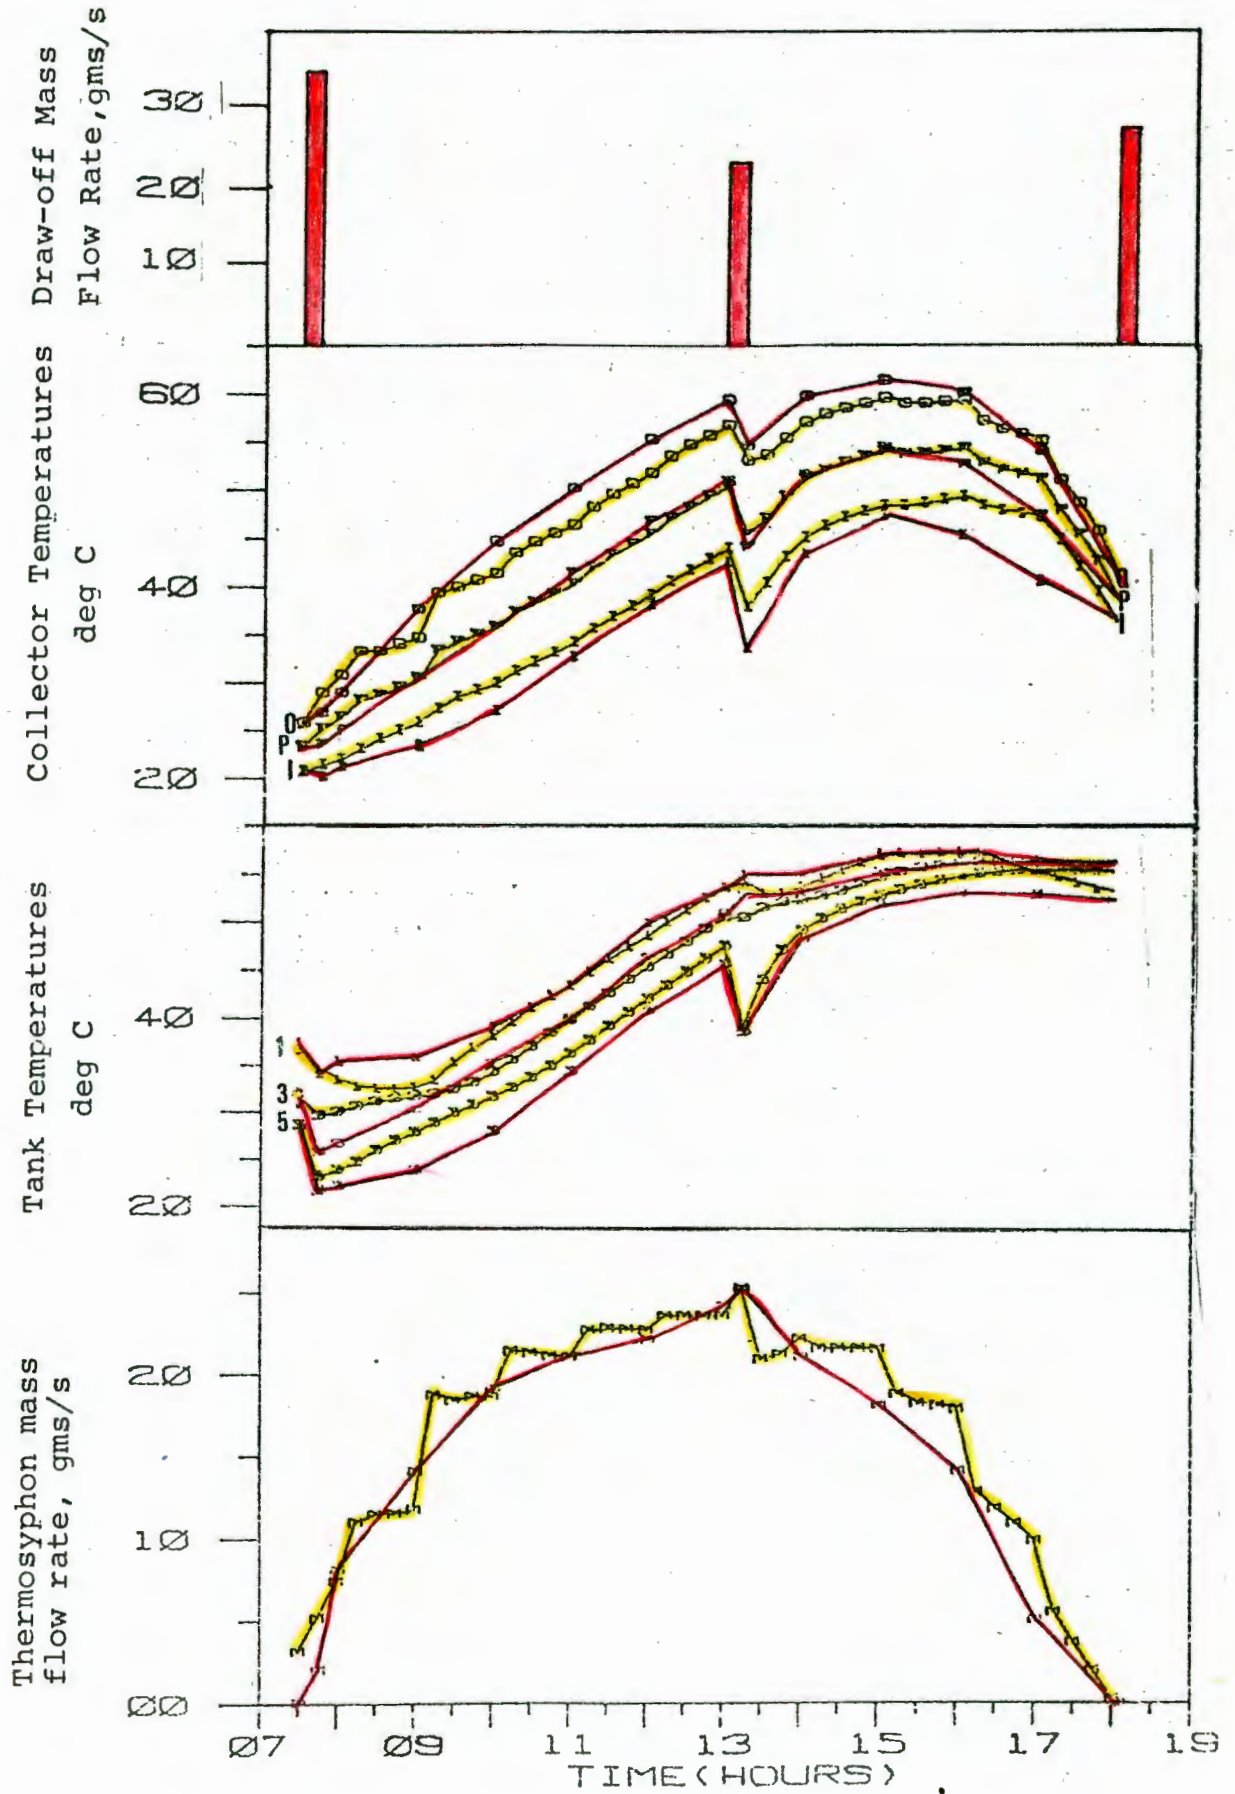 Draw-off Mass
Flow Rate,gms/s
30
20
10
Collector Temperatures
deg C
60
40
20
O
P
I
O
P
I
Tank Temperatures
deg C
40
20
1
3
5
Thermosyphon mass
flow rate, gms/s
20
10
00
07 09 11 13 15 17 19
TIME(HOURS)